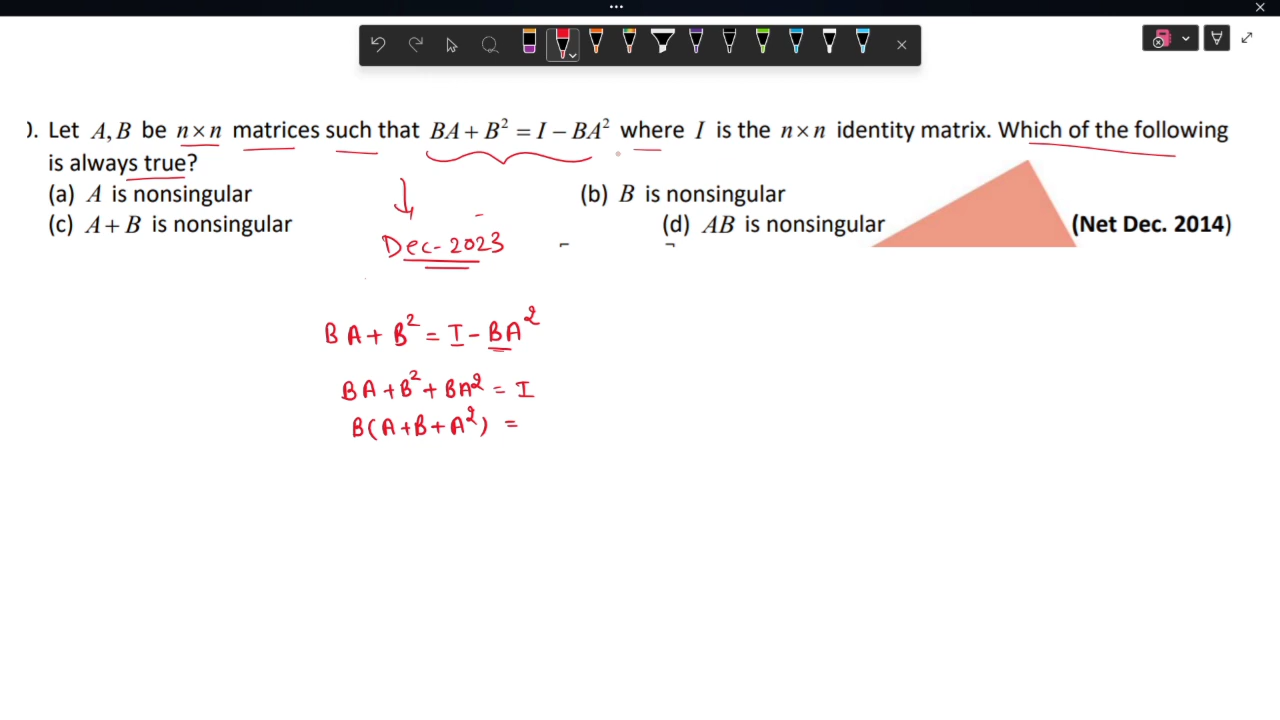 ). Let A, B be n×n matrices such that BA + B² = I − BA² where I is the n×n identity matrix. Which of the following
is always true?
(a) A is nonsingular (b) B is nonsingular
(c) A + B is nonsingular (d) AB is nonsingular (Net Dec. 2014)
Dec-2023
BA + B² = I - BA²
BA + B² + BA² = I
B(A+B+A²) =